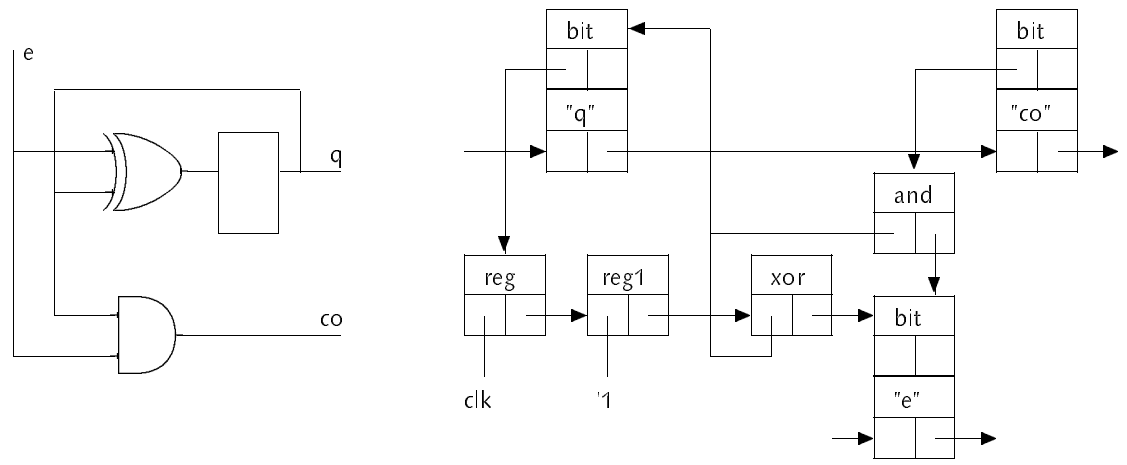 e
q
co
bit
"q"
bit
"co"
and
reg
reg1
xor
bit
"e"
clk
'1